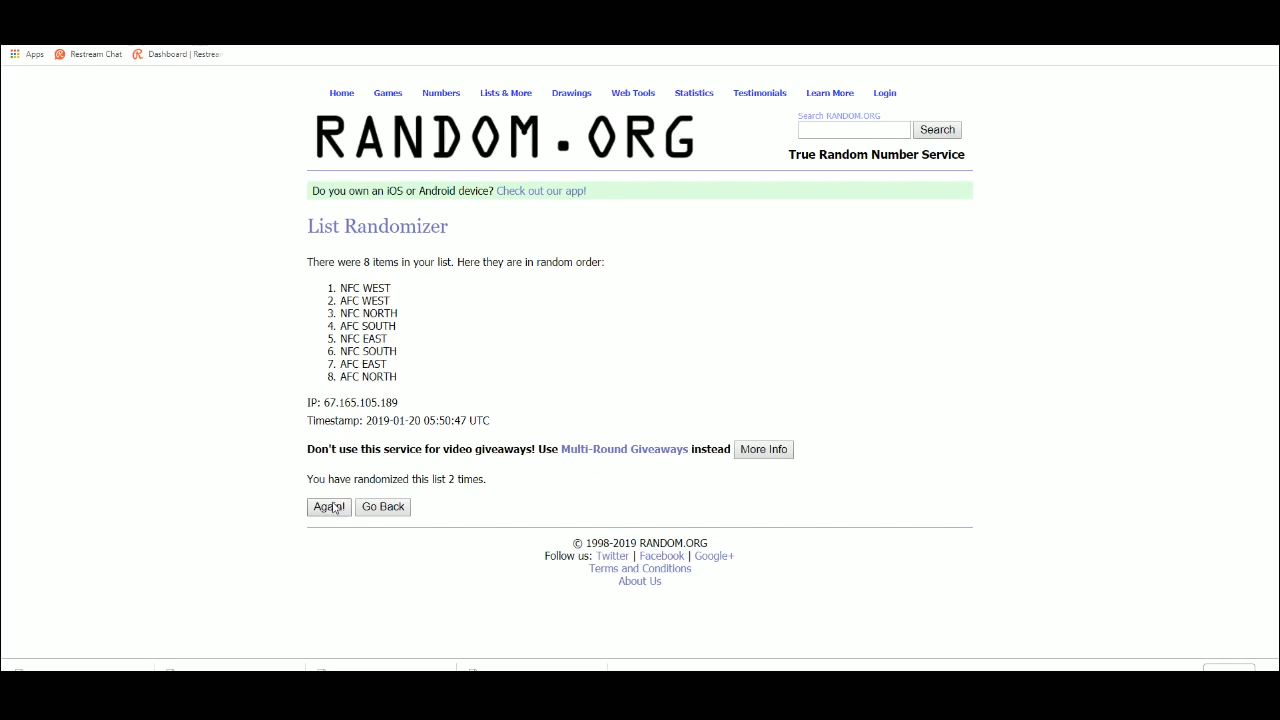 Apps Restream Chat Dashboard | Restrea
Home Games Numbers Lists & More Drawings Web Tools Statistics Testimonials Learn More Login
RANDOM.ORG
Search RANDOM.ORG
Search
True Random Number Service
Do you own an iOS or Android device? Check out our app!
List Randomizer
There were 8 items in your list. Here they are in random order:
1. NFC WEST
2. AFC WEST
3. NFC NORTH
4. AFC SOUTH
5. NFC EAST
6. NFC SOUTH
7. AFC EAST
8. AFC NORTH
IP: 67.165.105.189
Timestamp: 2019-01-20 05:50:47 UTC
Don't use this service for video giveaways! Use Multi-Round Giveaways instead More Info
You have randomized this list 2 times.
Again! Go Back
© 1998-2019 RANDOM.ORG
Follow us: Twitter | Facebook | Google+
Terms and Conditions
About Us